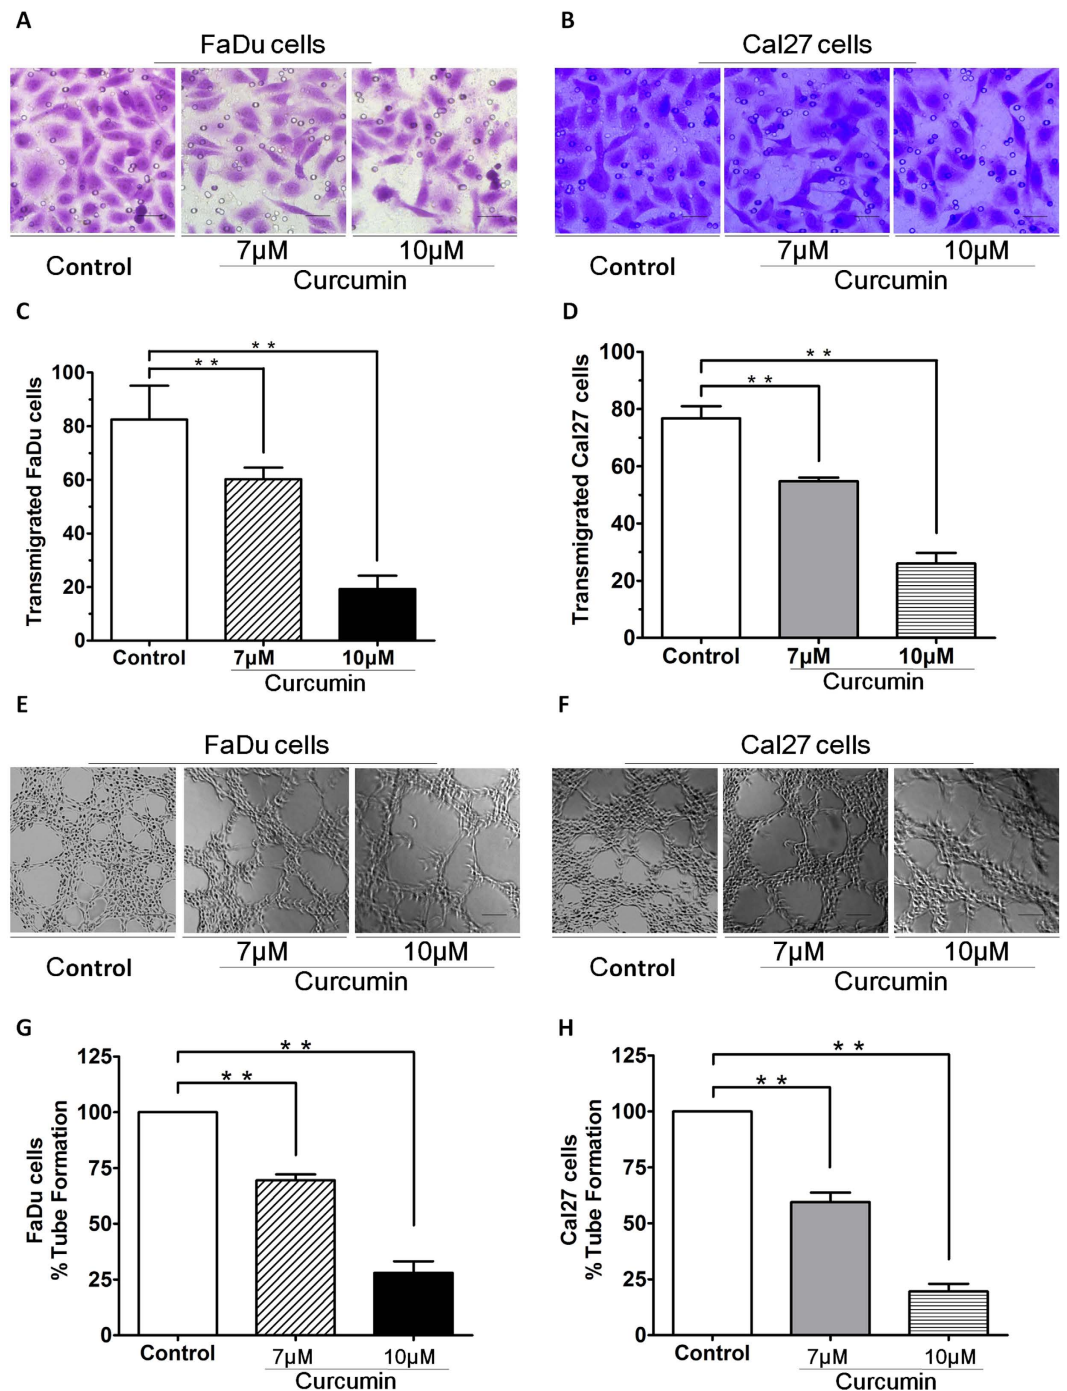 A
B
FaDu cells
Cal27 cells
Control
7µM
10µM
Curcumin
Control
7µM
10µM
Curcumin
C
D
Transmigrated FaDu cells
100
80
60
40
20
0
* *
* *
Control
7µM
10µM
Curcumin
Transmigrated Cal27 cells
100
80
60
40
20
0
* *
* *
Control
7µM
10µM
Curcumin
E
F
FaDu cells
Cal27 cells
Control
7µM
10µM
Curcumin
Control
7µM
10µM
Curcumin
G
H
FaDu cells
% Tube Formation
125
100
75
50
25
0
* *
* *
Control
7µM
10µM
Curcumin
Cal27 cells
% Tube Formation
125
100
75
50
25
0
* *
* *
Control
7µM
10µM
Curcumin